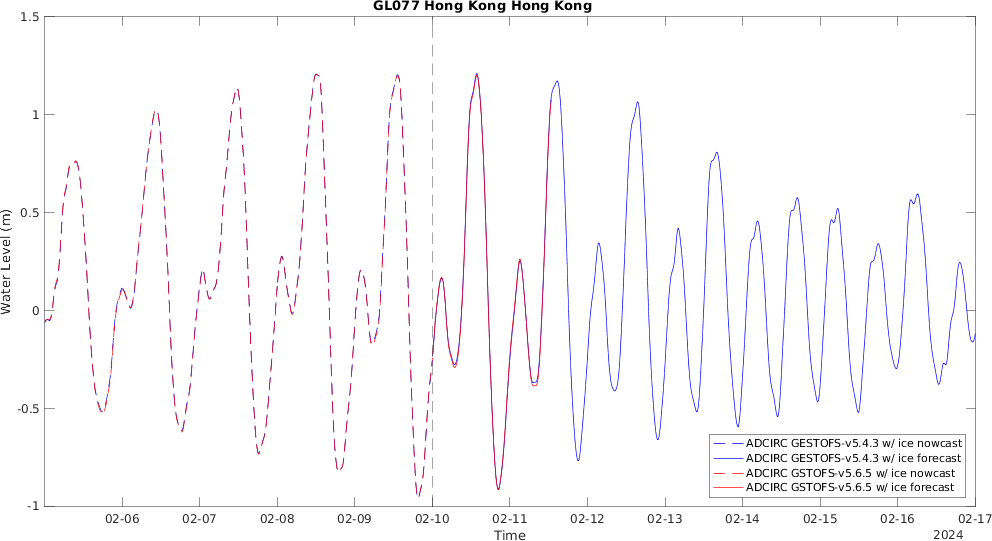 GL077 Hong Kong Hong Kong
1.5
1
0.5
0
-0.5
-1
Water Level (m)
ADCIRC GESTOFS-v5.4.3 w/ ice nowcast
ADCIRC GESTOFS-v5.4.3 w/ ice forecast
ADCIRC GSTOFS-v5.6.5 w/ ice nowcast
ADCIRC GSTOFS-v5.6.5 w/ ice forecast
02-06 02-07 02-08 02-09 02-10 02-11 02-12 02-13 02-14 02-15 02-16 02-17
Time
2024